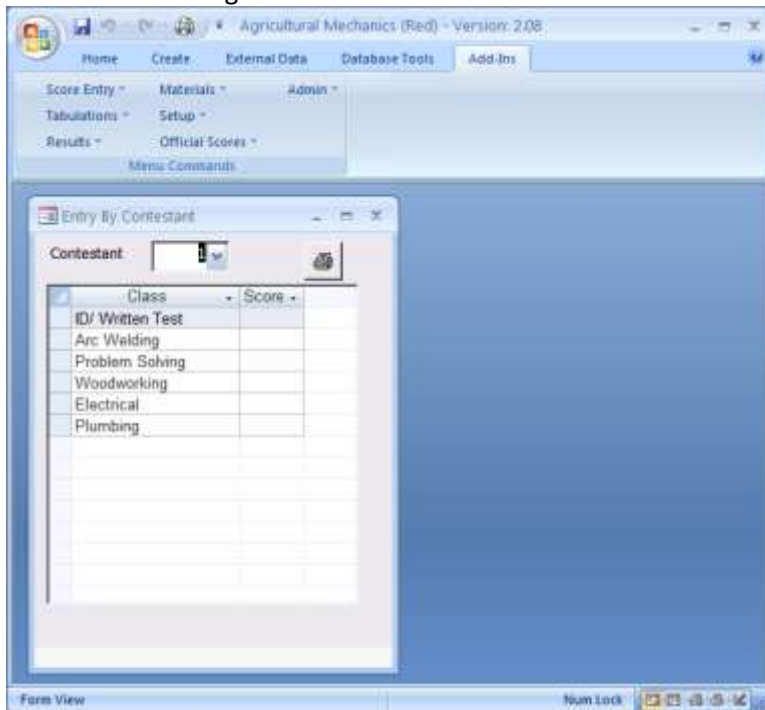 Agricultural Mechanics (Red) - Version: 2.08
Home Create External Data Database Tools Add-Ins
Score Entry Materials Admin
Tabulations Setup
Results Official Scores
Menu Commands
Entry By Contestant
Contestant 1
Class Score
ID/ Written Test
Arc Welding
Problem Solving
Woodworking
Electrical
Plumbing
Form View Num Lock